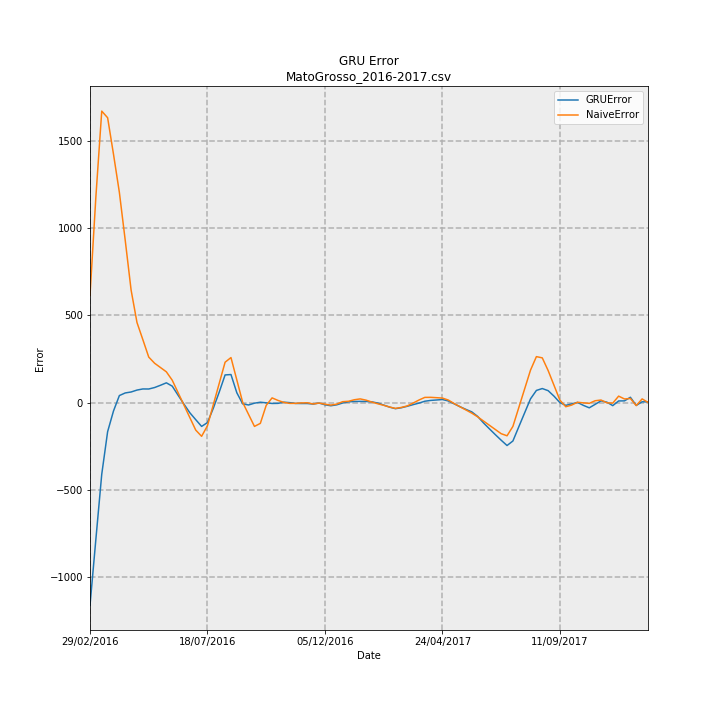 GRU Error
MatoGrosso_2016-2017.csv
GRUError
NaiveError
1500
1000
500
0
−500
−1000
Error
29/02/2016
18/07/2016
05/12/2016
24/04/2017
11/09/2017
Date